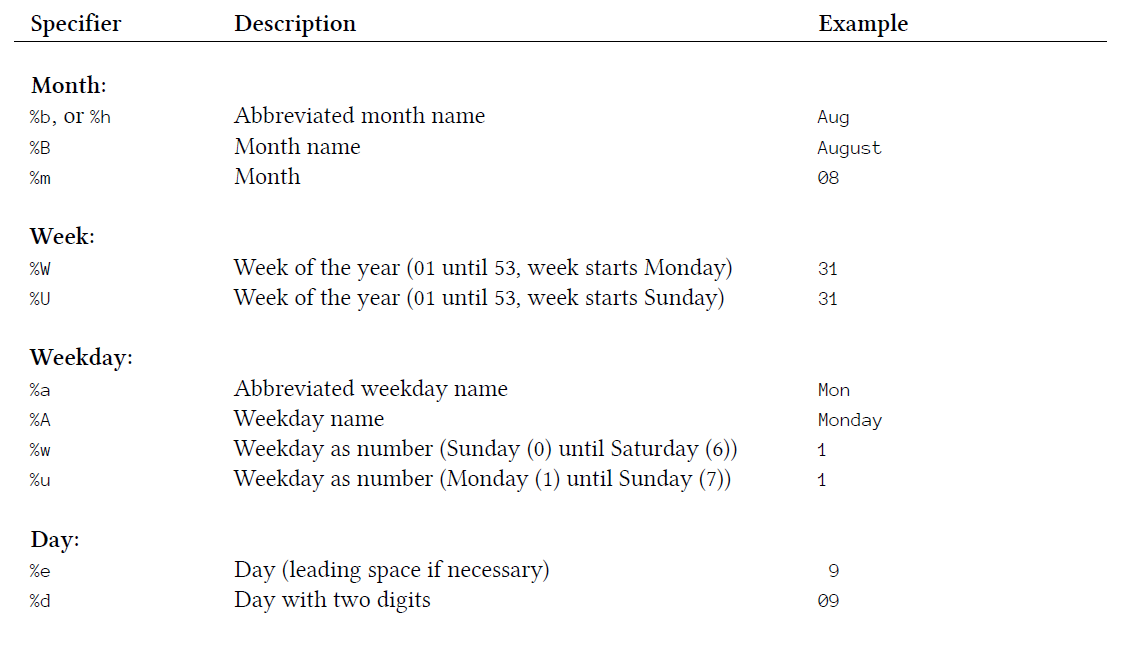 Specifier Description Example
Month:
%b, or %h Abbreviated month name Aug
%B Month name August
%m Month 08
Week:
%W Week of the year (01 until 53, week starts Monday) 31
%U Week of the year (01 until 53, week starts Sunday) 31
Weekday:
%a Abbreviated weekday name Mon
%A Weekday name Monday
%w Weekday as number (Sunday (0) until Saturday (6)) 1
%u Weekday as number (Monday (1) until Sunday (7)) 1
Day:
%e Day (leading space if necessary) 9
%d Day with two digits 09